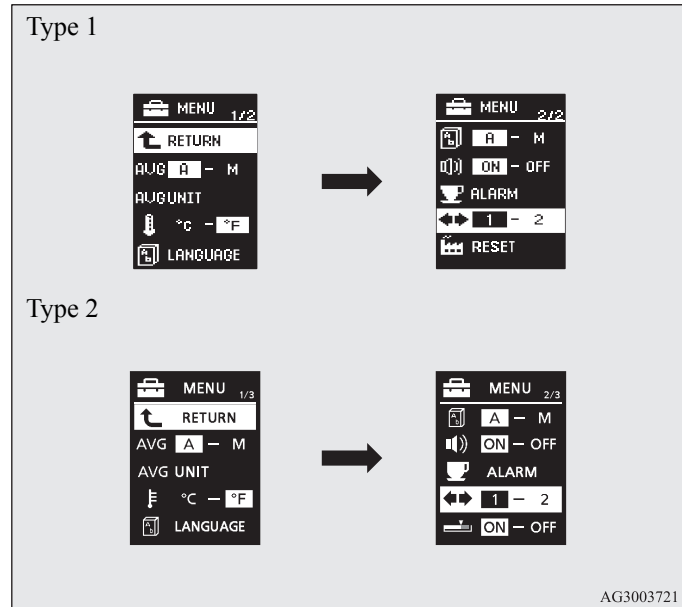 Type 1
MENU 1/2
RETURN
AVG A - M
AVGUNIT
°C - °F
LANGUAGE
MENU 2/2
A - M
ON - OFF
ALARM
1 - 2
RESET
Type 2
MENU 1/3
RETURN
AVG A - M
AVG UNIT
°C - °F
LANGUAGE
MENU 2/3
A - M
ON - OFF
ALARM
1 - 2
ON - OFF
AG3003721